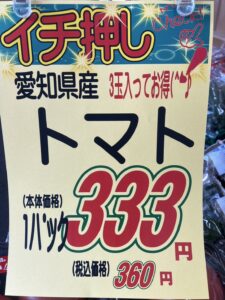 イチ押し
Check!
愛知県産 3玉入ってお得(^^♪
トマト
(本体価格)
1パック 333円
(税込価格) 360円